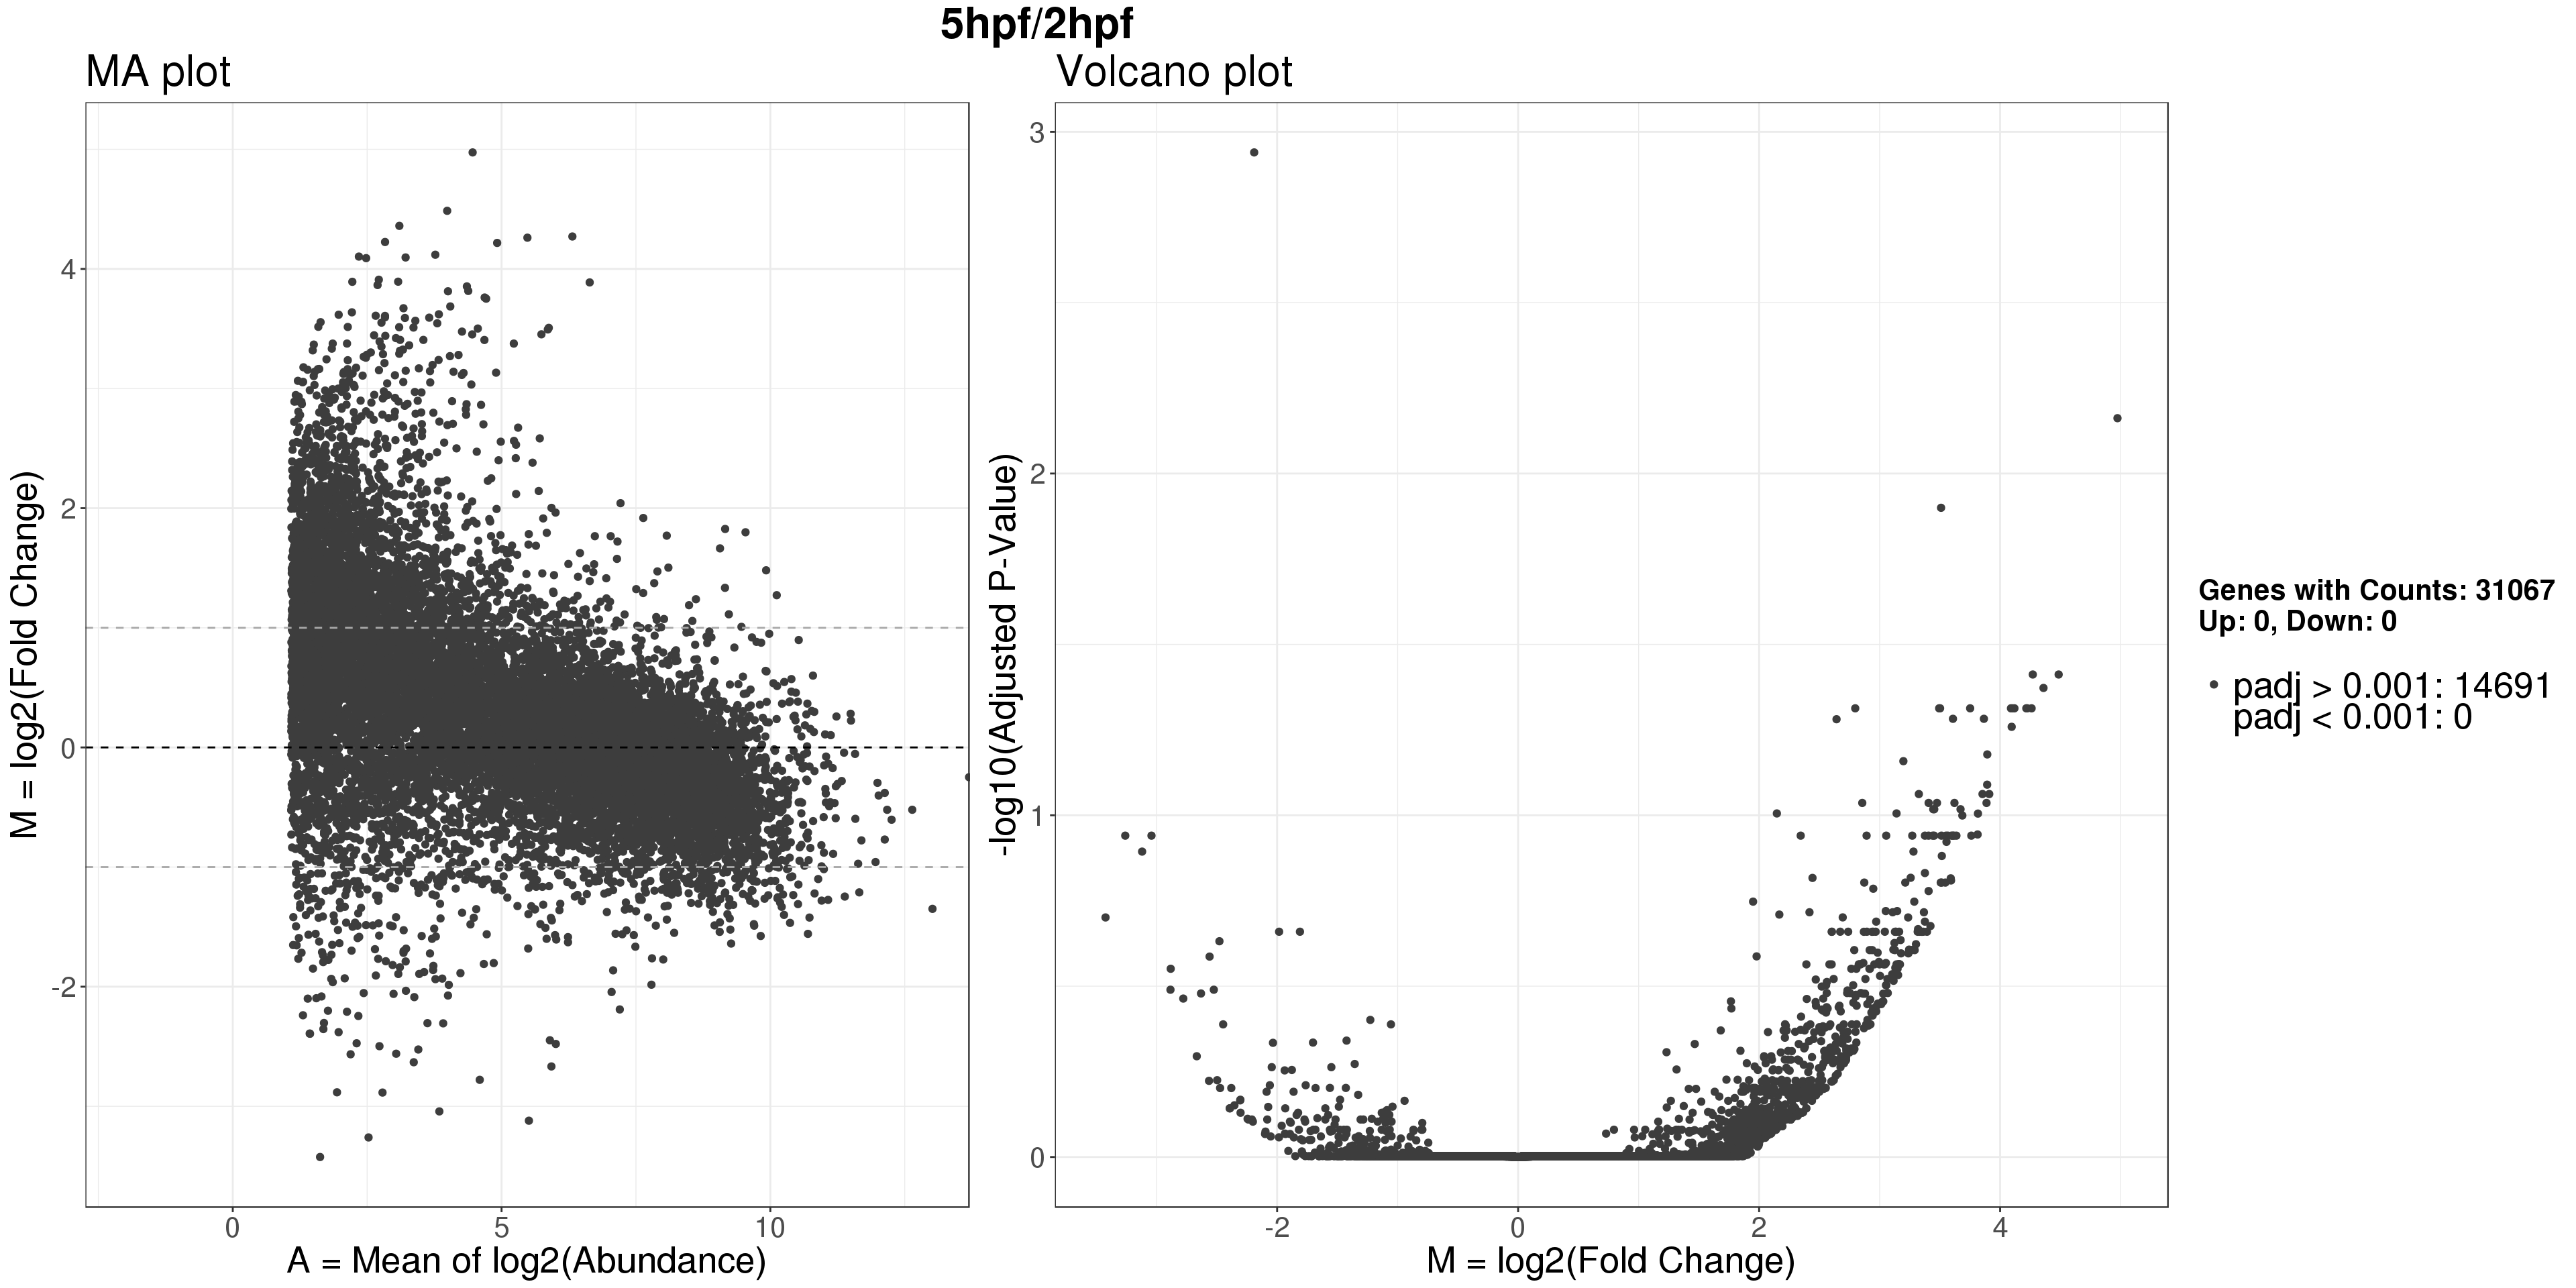 5hpf/2hpf
MA plot
M = log2(Fold Change)
4
2
0
-2
0 5 10
A = Mean of log2(Abundance)
Volcano plot
-log10(Adjusted P-Value)
3
2
1
0
-2 0 2 4
M = log2(Fold Change)
Genes with Counts: 31067
Up: 0, Down: 0
padj > 0.001: 14691
padj < 0.001: 0